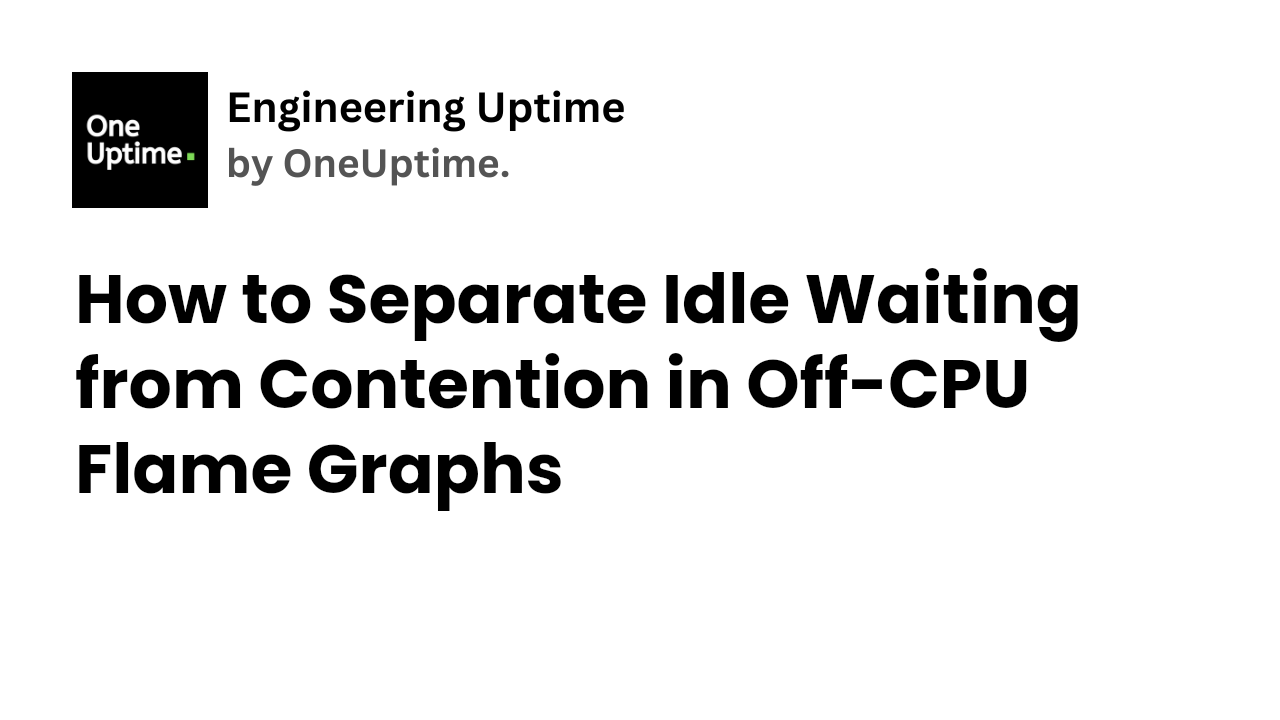 One
Uptime.
Engineering Uptime
by OneUptime.
How to Separate Idle Waiting
from Contention in Off-CPU
Flame Graphs